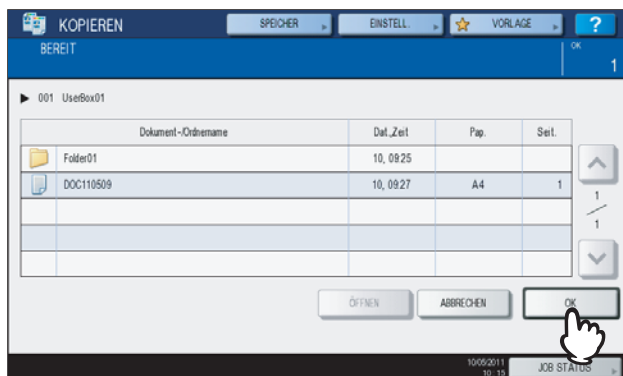 KOPIEREN SPEICHER EINSTELL. VORLAGE ?
BEREIT OK
1
001 UserBox01
Dokument-/Ordnername Dat.,Zeit Pap. Seit.
Folder01 10, 09:25
DOC110509 10, 09:27 A4 1
1
1
ÖFFNEN ABBRECHEN OK
10/05/2011
10 : 15 JOB STATUS